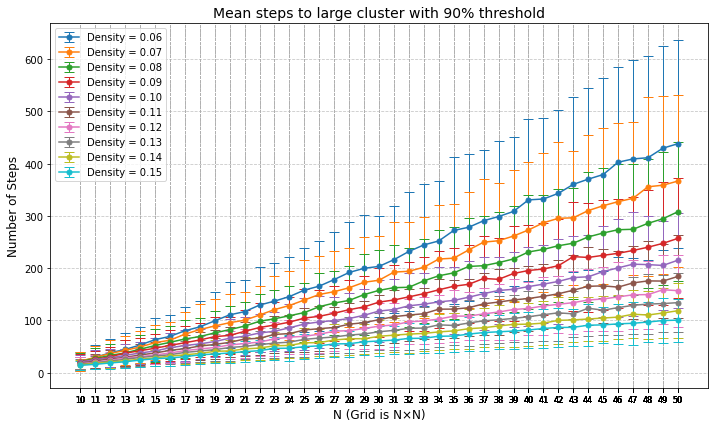 Mean steps to large cluster with 90% threshold
Number of Steps
600
500
400
300
200
100
0
Density = 0.06
Density = 0.07
Density = 0.08
Density = 0.09
Density = 0.10
Density = 0.11
Density = 0.12
Density = 0.13
Density = 0.14
Density = 0.15
10 11 12 13 14 15 16 17 18 19 20 21 22 23 24 25 26 27 28 29 30 31 32 33 34 35 36 37 38 39 40 41 42 43 44 45 46 47 48 49 50
N (Grid is N×N)